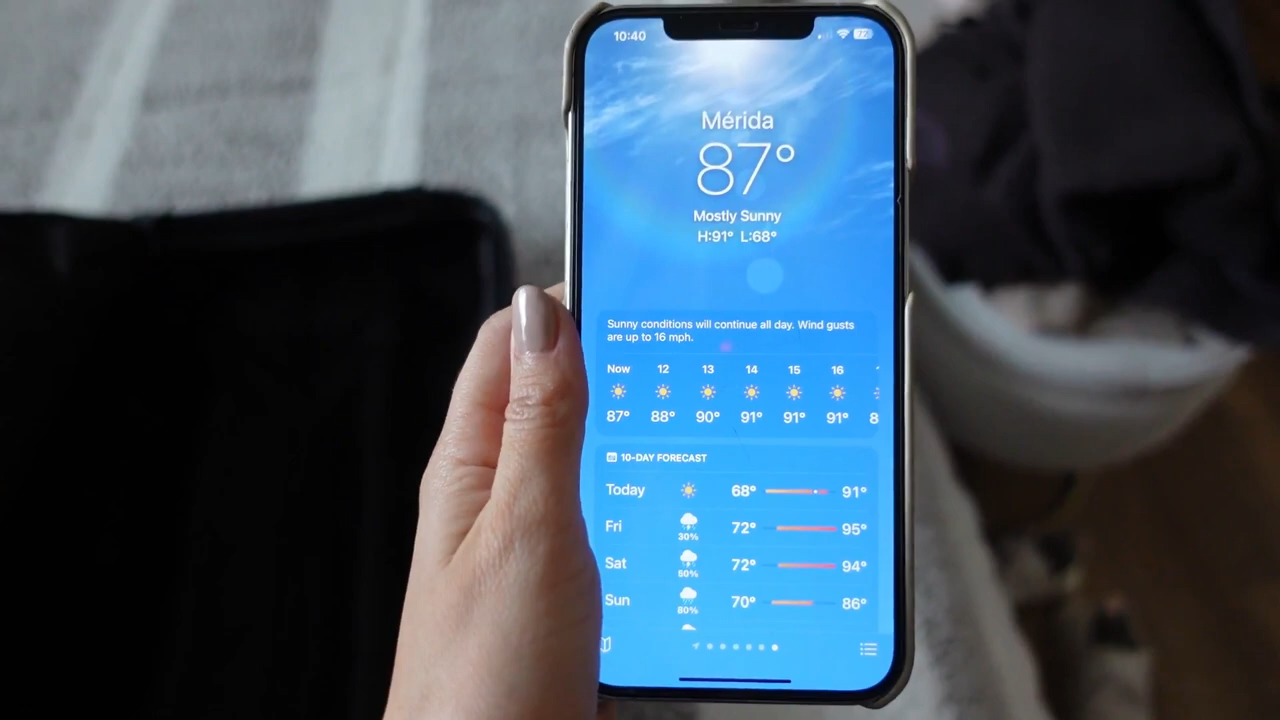 10:40
72
Mérida
87°
Mostly Sunny
H:91° L:68°
Sunny conditions will continue all day. Wind gusts
are up to 16 mph.
Now 12 13 14 15 16
87° 88° 90° 91° 91° 91° 8
10-DAY FORECAST
Today 68° 91°
Fri 30% 72° 95°
Sat 50% 72° 94°
Sun 80% 70° 86°